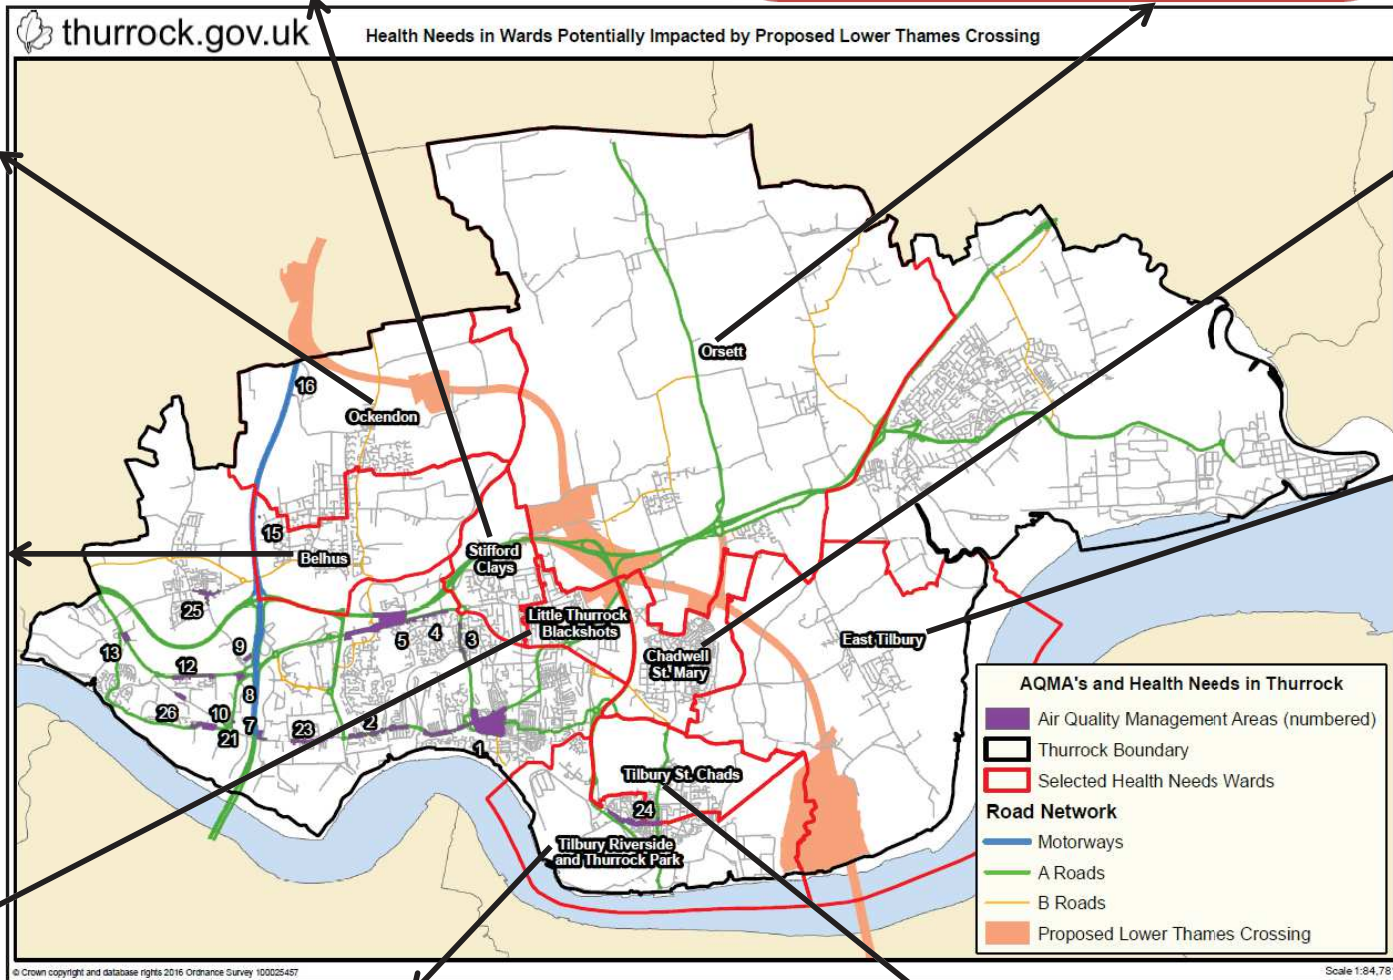 thurrock.gov.uk
Health Needs in Wards Potentially Impacted by Proposed Lower Thames Crossing
Orsett
16
Ockendon
15
Belhus
Stifford
Clays
25
Little Thurrock
Blackshots
5
4
3
East Tilbury
13
9
12
Chadwell
St. Mary
8
26
10
7
21
23
2
1
Tilbury St. Chads
24
Tilbury Riverside
and Thurrock Park
AQMA's and Health Needs in Thurrock
Air Quality Management Areas (numbered)
Thurrock Boundary
Selected Health Needs Wards
Road Network
Motorways
A Roads
B Roads
Proposed Lower Thames Crossing
© Crown copyright and database rights 2016 Ordnance Survey 100025457
Scale 1:84,78